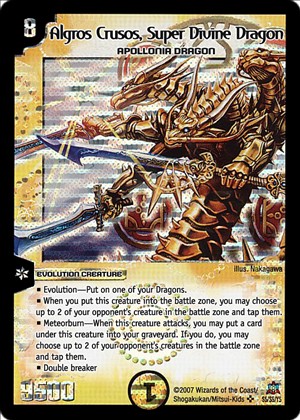 8
Algros Crusos, Super Divine Dragon
APOLLONIA DRAGON
illus. Nakagawa
EVOLUTION CREATURE
■ Evolution—Put on one of your Dragons.
■ When you put this creature into the battle zone, you may choose
up to 2 of your opponent's creatures in the battle zone and tap them.
■ Meteorburn—When this creature attacks, you may put a card
under this creature into your graveyard. If you do, you may
choose up to 2 of your opponent's creatures in the battle zone
and tap them.
■ Double breaker
9500
1
©2007 Wizards of the Coast/
Shogakukan/Mitsui-Kids
S5/S5/Y5